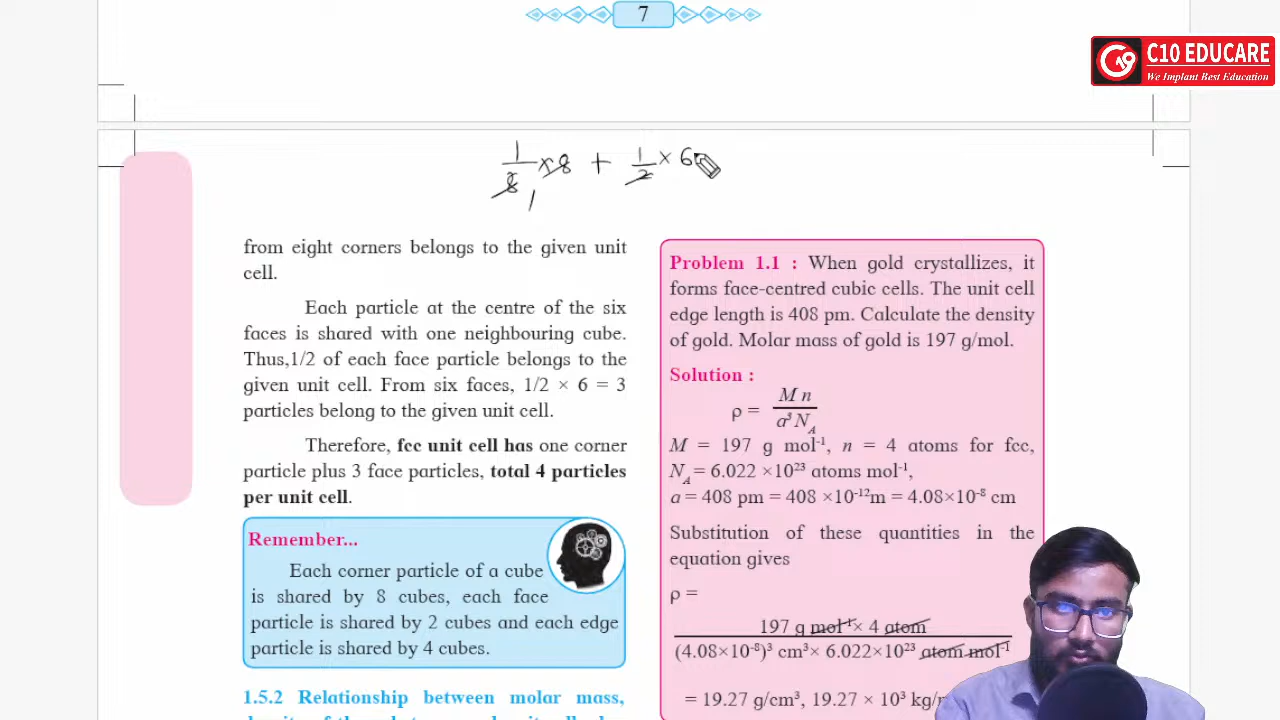 7
C10 EDUCARE
We Implant Best Education
1/8 × 8 + 1/2 × 6
1
from eight corners belongs to the given unit
cell.
Each particle at the centre of the six
faces is shared with one neighbouring cube.
Thus,1/2 of each face particle belongs to the
given unit cell. From six faces, 1/2 × 6 = 3
particles belong to the given unit cell.
Therefore, fcc unit cell has one corner
particle plus 3 face particles, total 4 particles
per unit cell.
Remember...
Each corner particle of a cube
is shared by 8 cubes, each face
particle is shared by 2 cubes and each edge
particle is shared by 4 cubes.
1.5.2 Relationship between molar mass,
Problem 1.1 : When gold crystallizes, it
forms face-centred cubic cells. The unit cell
edge length is 408 pm. Calculate the density
of gold. Molar mass of gold is 197 g/mol.
Solution :
ρ = M n / a³ N_A
M = 197 g mol⁻¹, n = 4 atoms for fcc,
N_A = 6.022 ×10²³ atoms mol⁻¹,
a = 408 pm = 408 ×10⁻¹²m = 4.08×10⁻⁸ cm
Substitution of these quantities in the
equation gives
ρ =
197 g mol⁻¹× 4 atom
(4.08×10⁻⁸)³ cm³× 6.022×10²³ atom mol⁻¹
= 19.27 g/cm³, 19.27 × 10³ kg/